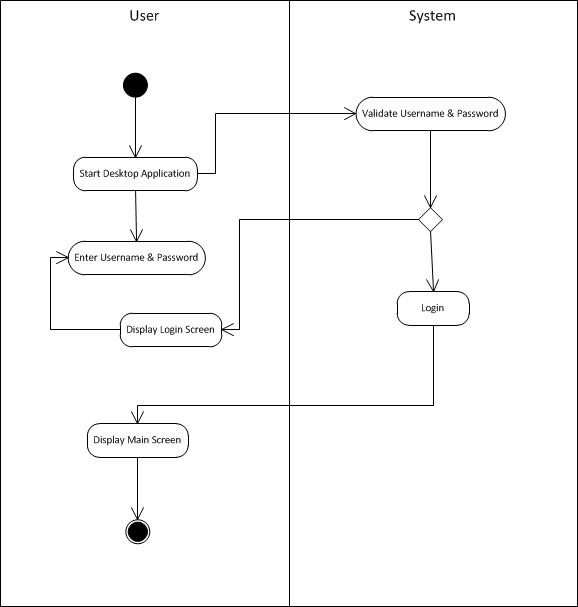 User
System
Validate Username & Password
Start Desktop Application
Enter Username & Password
Login
Display Login Screen
Display Main Screen